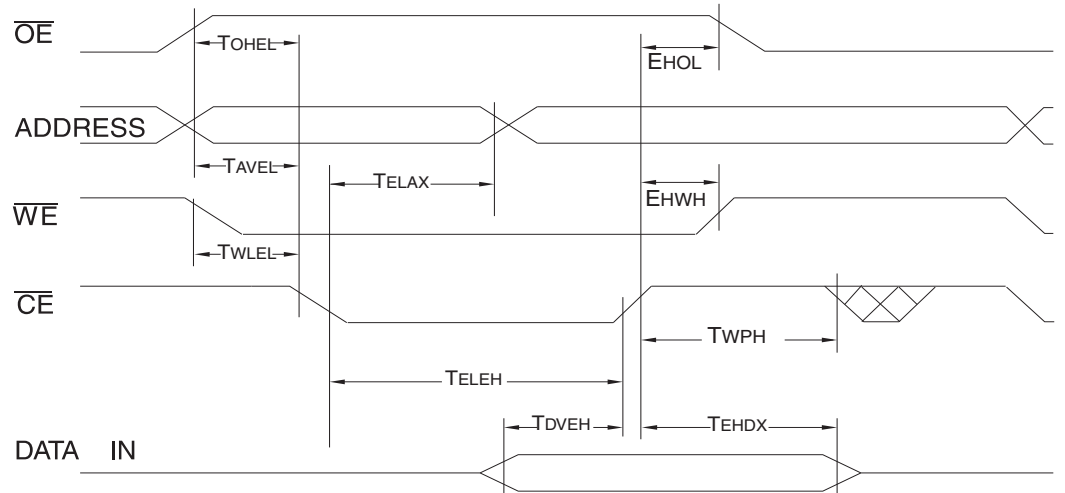 OE
TOHEL
EHOL
ADDRESS
TAVEL
TELAX
EHWH
WE
TWLEL
CE
TWPH
TELEH
TDVEH
TEHDX
DATA IN